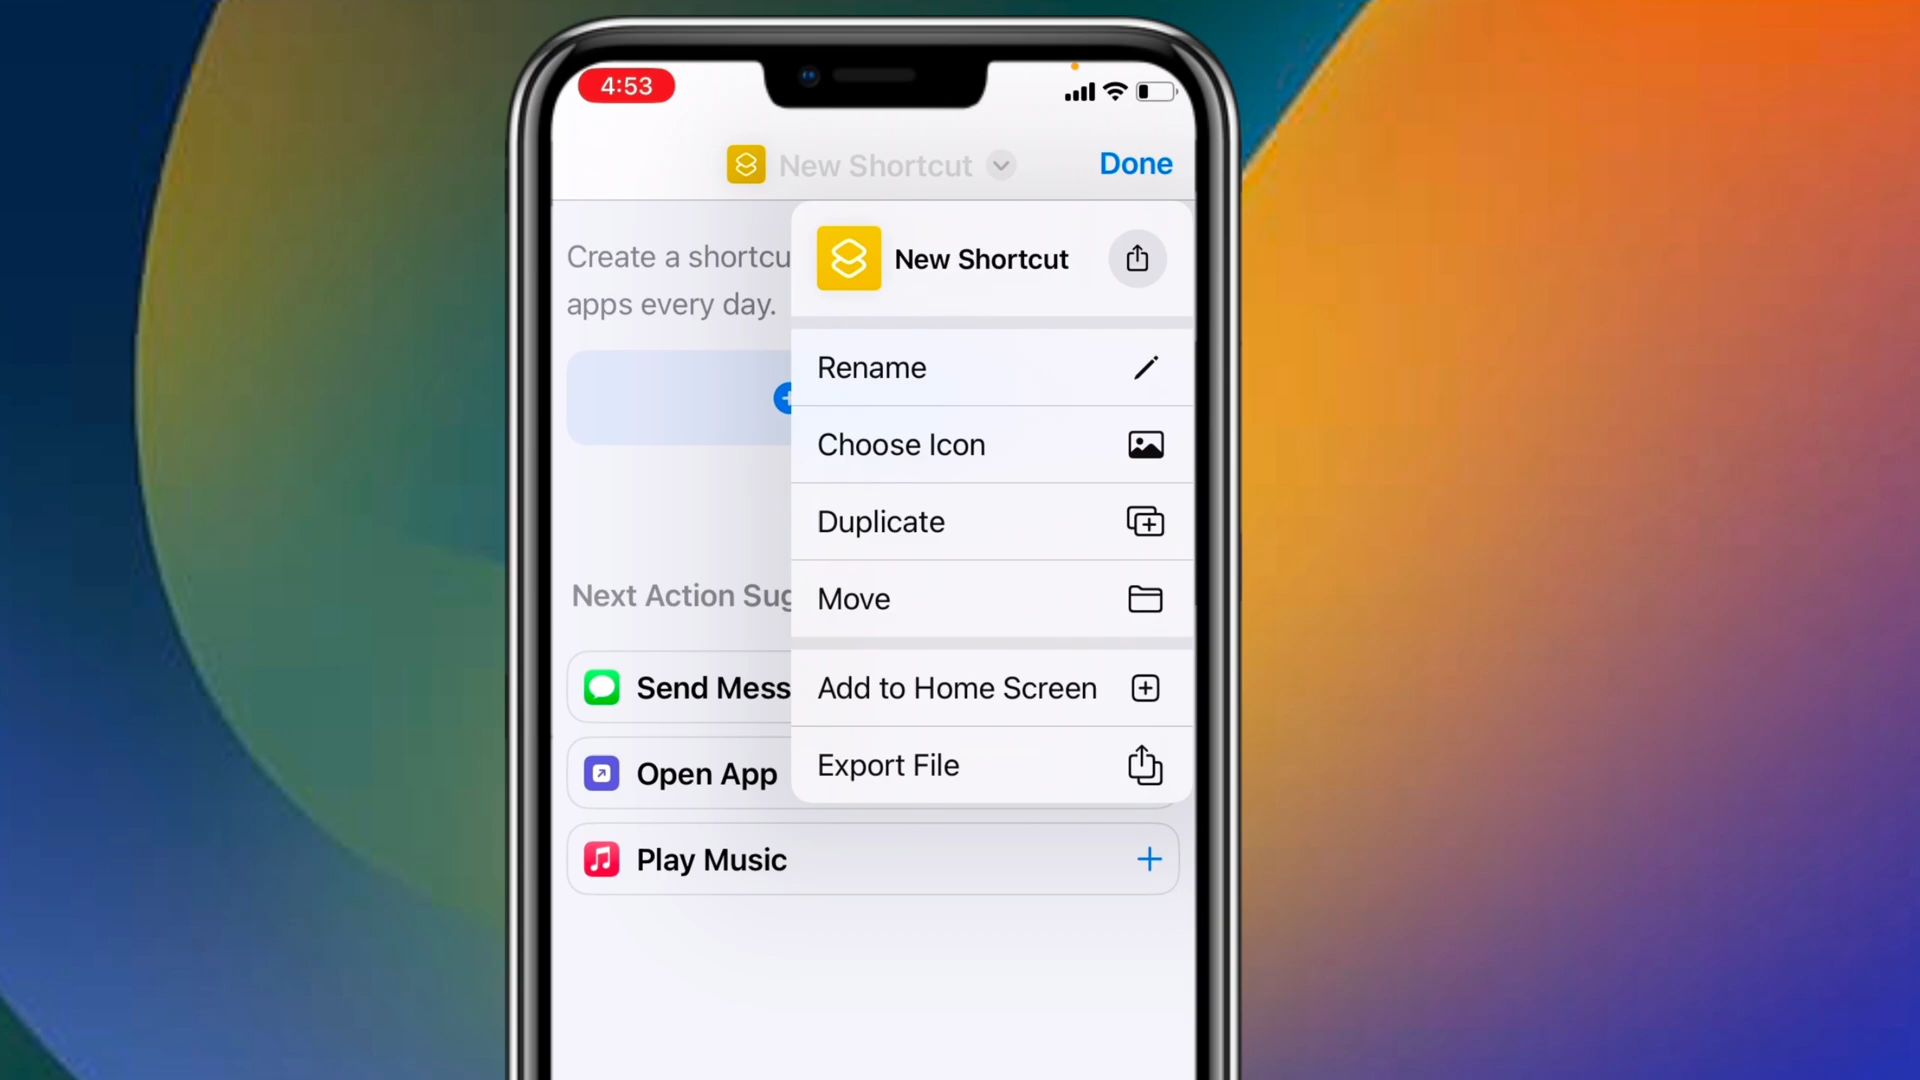 4:53
New Shortcut
Done
Create a shortcu
apps every day.
New Shortcut
Rename
Choose Icon
Duplicate
Move
Next Action Sug
Add to Home Screen
Export File
Send Mess
Open App
Play Music